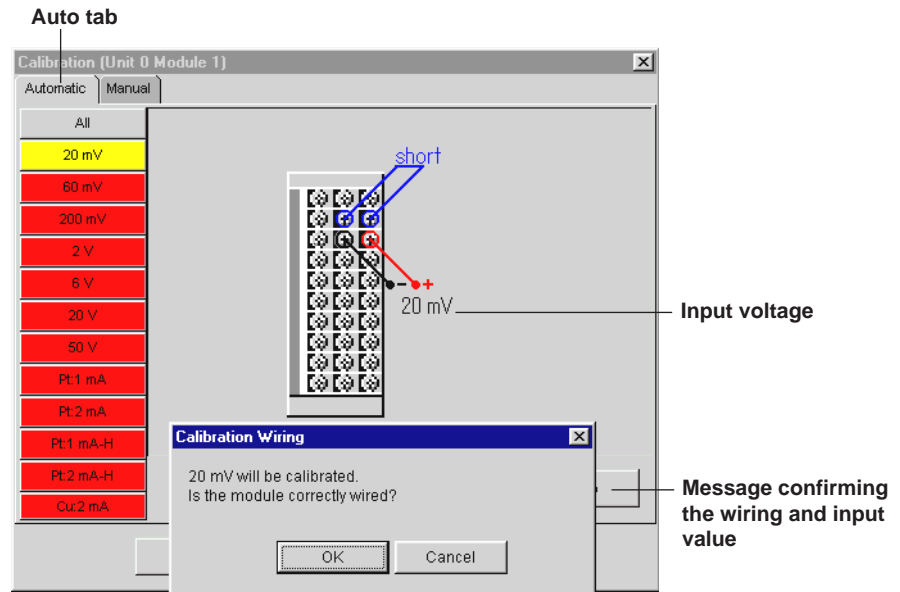 Auto tab
Calibration (Unit 0 Module 1)
Automatic Manual
All
20 mV
60 mV
200 mV
2 V
6 V
20 V
50 V
Pt:1 mA
Pt:2 mA
Pt:1 mA-H
Pt:2 mA-H
Cu:2 mA
short
- +
20 mV
Input voltage
Calibration Wiring
20 mV will be calibrated.
Is the module correctly wired?
OK Cancel
Message confirming
the wiring and input
value